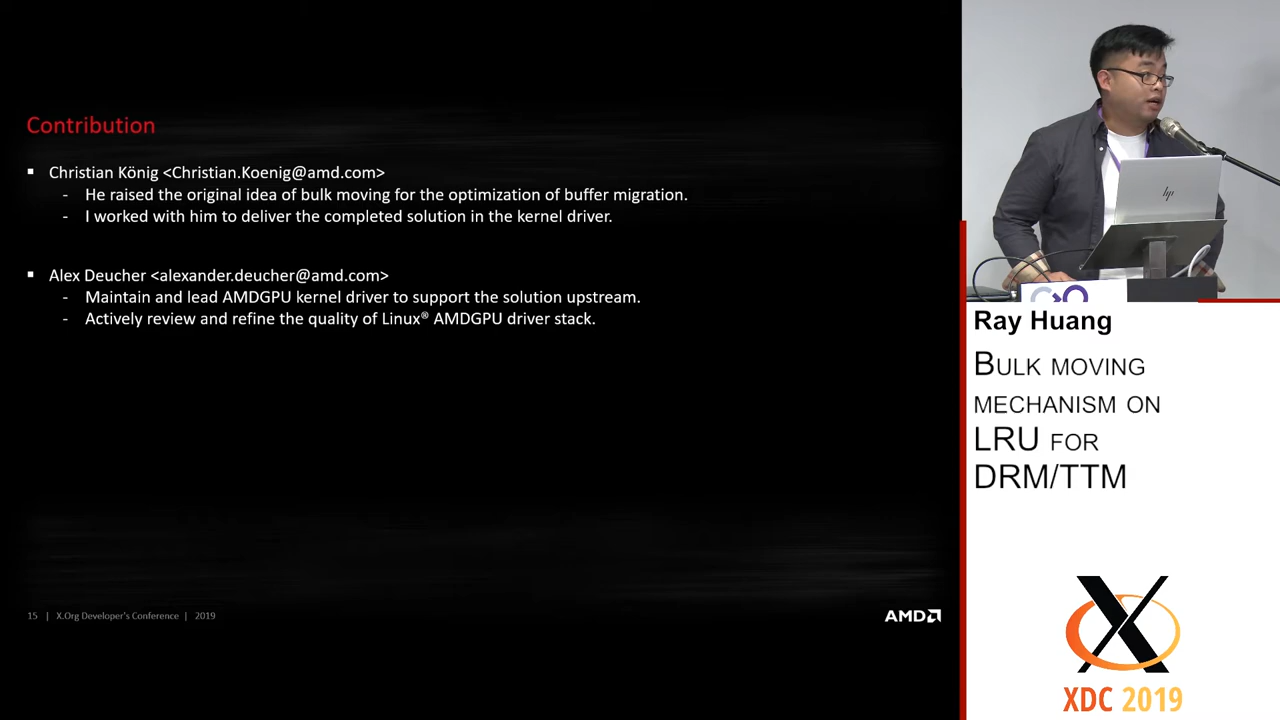 Contribution
▪ Christian König <Christian.Koenig@amd.com>
- He raised the original idea of bulk moving for the optimization of buffer migration.
- I worked with him to deliver the completed solution in the kernel driver.
▪ Alex Deucher <alexander.deucher@amd.com>
- Maintain and lead AMDGPU kernel driver to support the solution upstream.
- Actively review and refine the quality of Linux® AMDGPU driver stack.
15 | X.Org Developer's Conference | 2019
AMD
hp
Ray Huang
BULK MOVING
MECHANISM ON
LRU FOR
DRM/TTM
X
XDC 2019